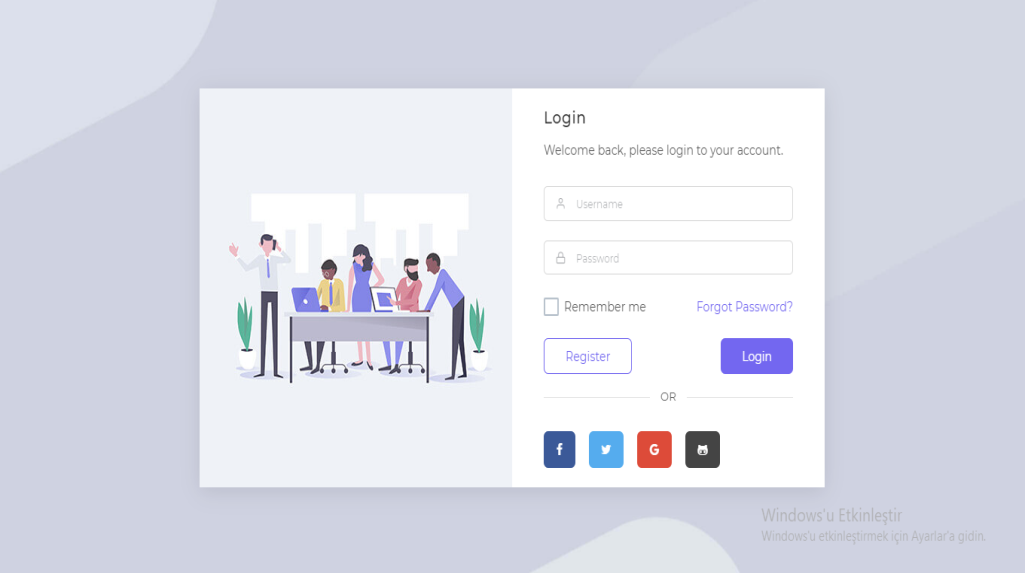 Login
Welcome back, please login to your account.
Username
Password
Remember me Forgot Password?
Register Login
OR
Windows'u Etkinleştir
Windows'u etkinleştirmek için Ayarlar'a gidin.